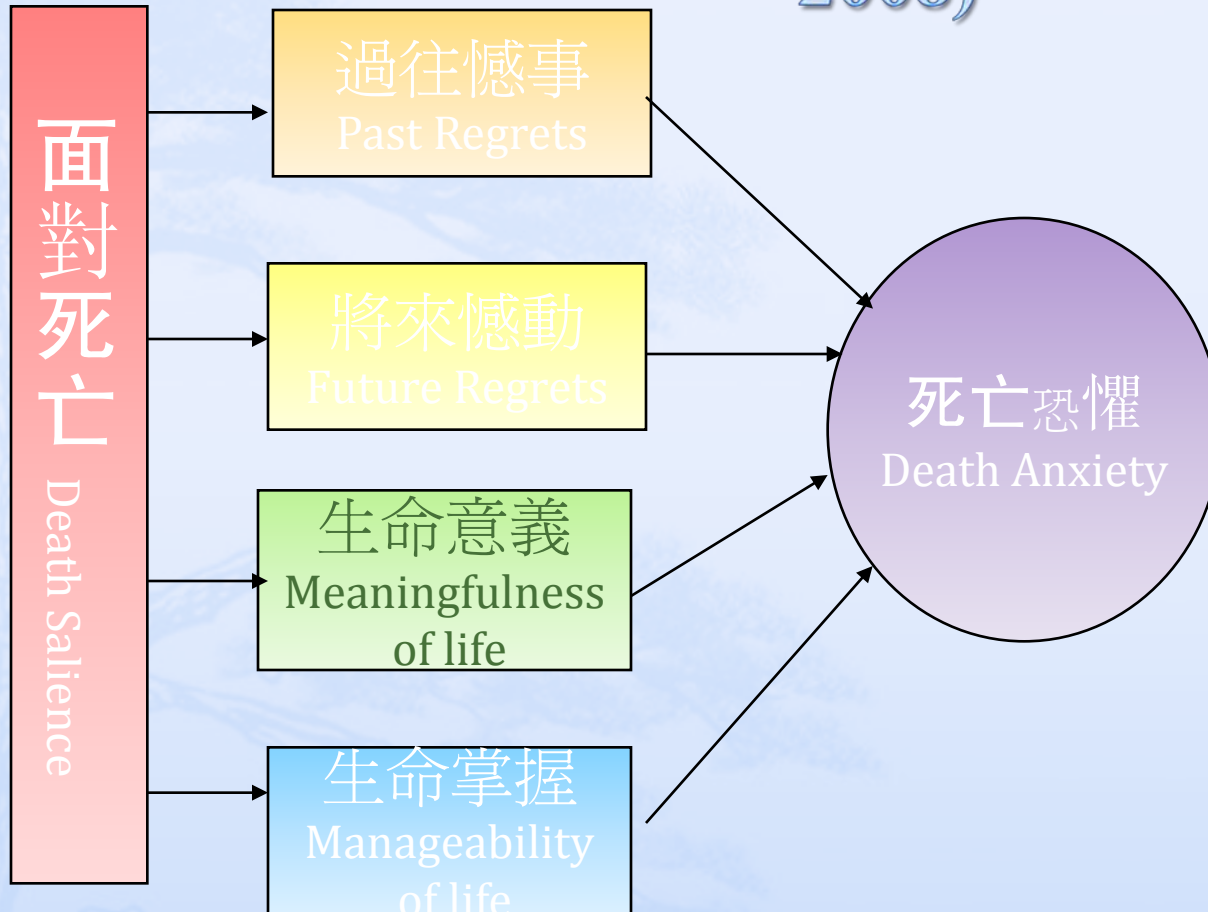 2008)
面
對
死
亡
Death Salience
過往憾事
Past Regrets
將來憾動
Future Regrets
生命意義
Meaningfulness
of life
生命掌握
Manageability
of life
死亡恐懼
Death Anxiety